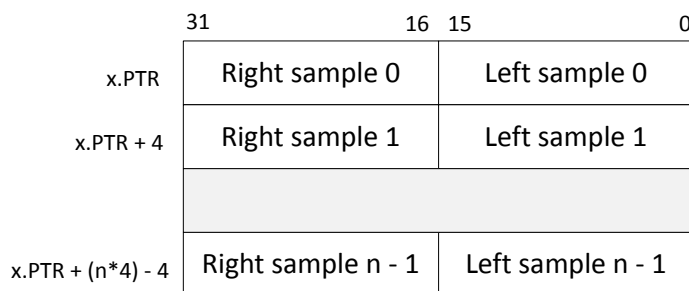 31 16 15 0
x.PTR Right sample 0 Left sample 0
x.PTR + 4 Right sample 1 Left sample 1
x.PTR + (n*4) - 4 Right sample n - 1 Left sample n - 1